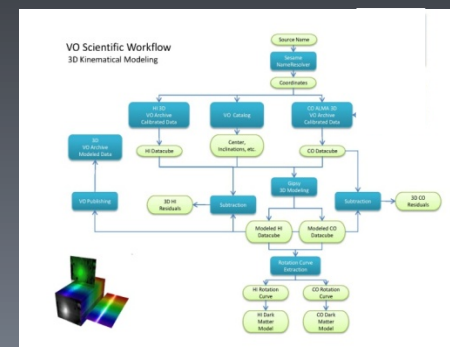 VO Scientific Workflow
3D Kinematical Modeling
Source Name
Sesame
NameResolver
Coordinates
HI 3D
VO Archive
Calibrated Data
VO Catalog
CO ALMA 3D
VO Archive
Calibrated Data
3D
VO Archive
Modeled Data
HI Datacube
Center,
Inclinations, etc.
CO Datacube
3D Modeling
VO Publishing
3D HI
Residuals
Subtraction
Subtraction
3D CO
Residuals
Modeled HI
Datacube
Modeled CO
Datacube
Rotation Curve
Extraction
HI Rotation
Curve
CO Rotation
Curve
HI Dark
Matter
Model
CO Dark
Matter
Model